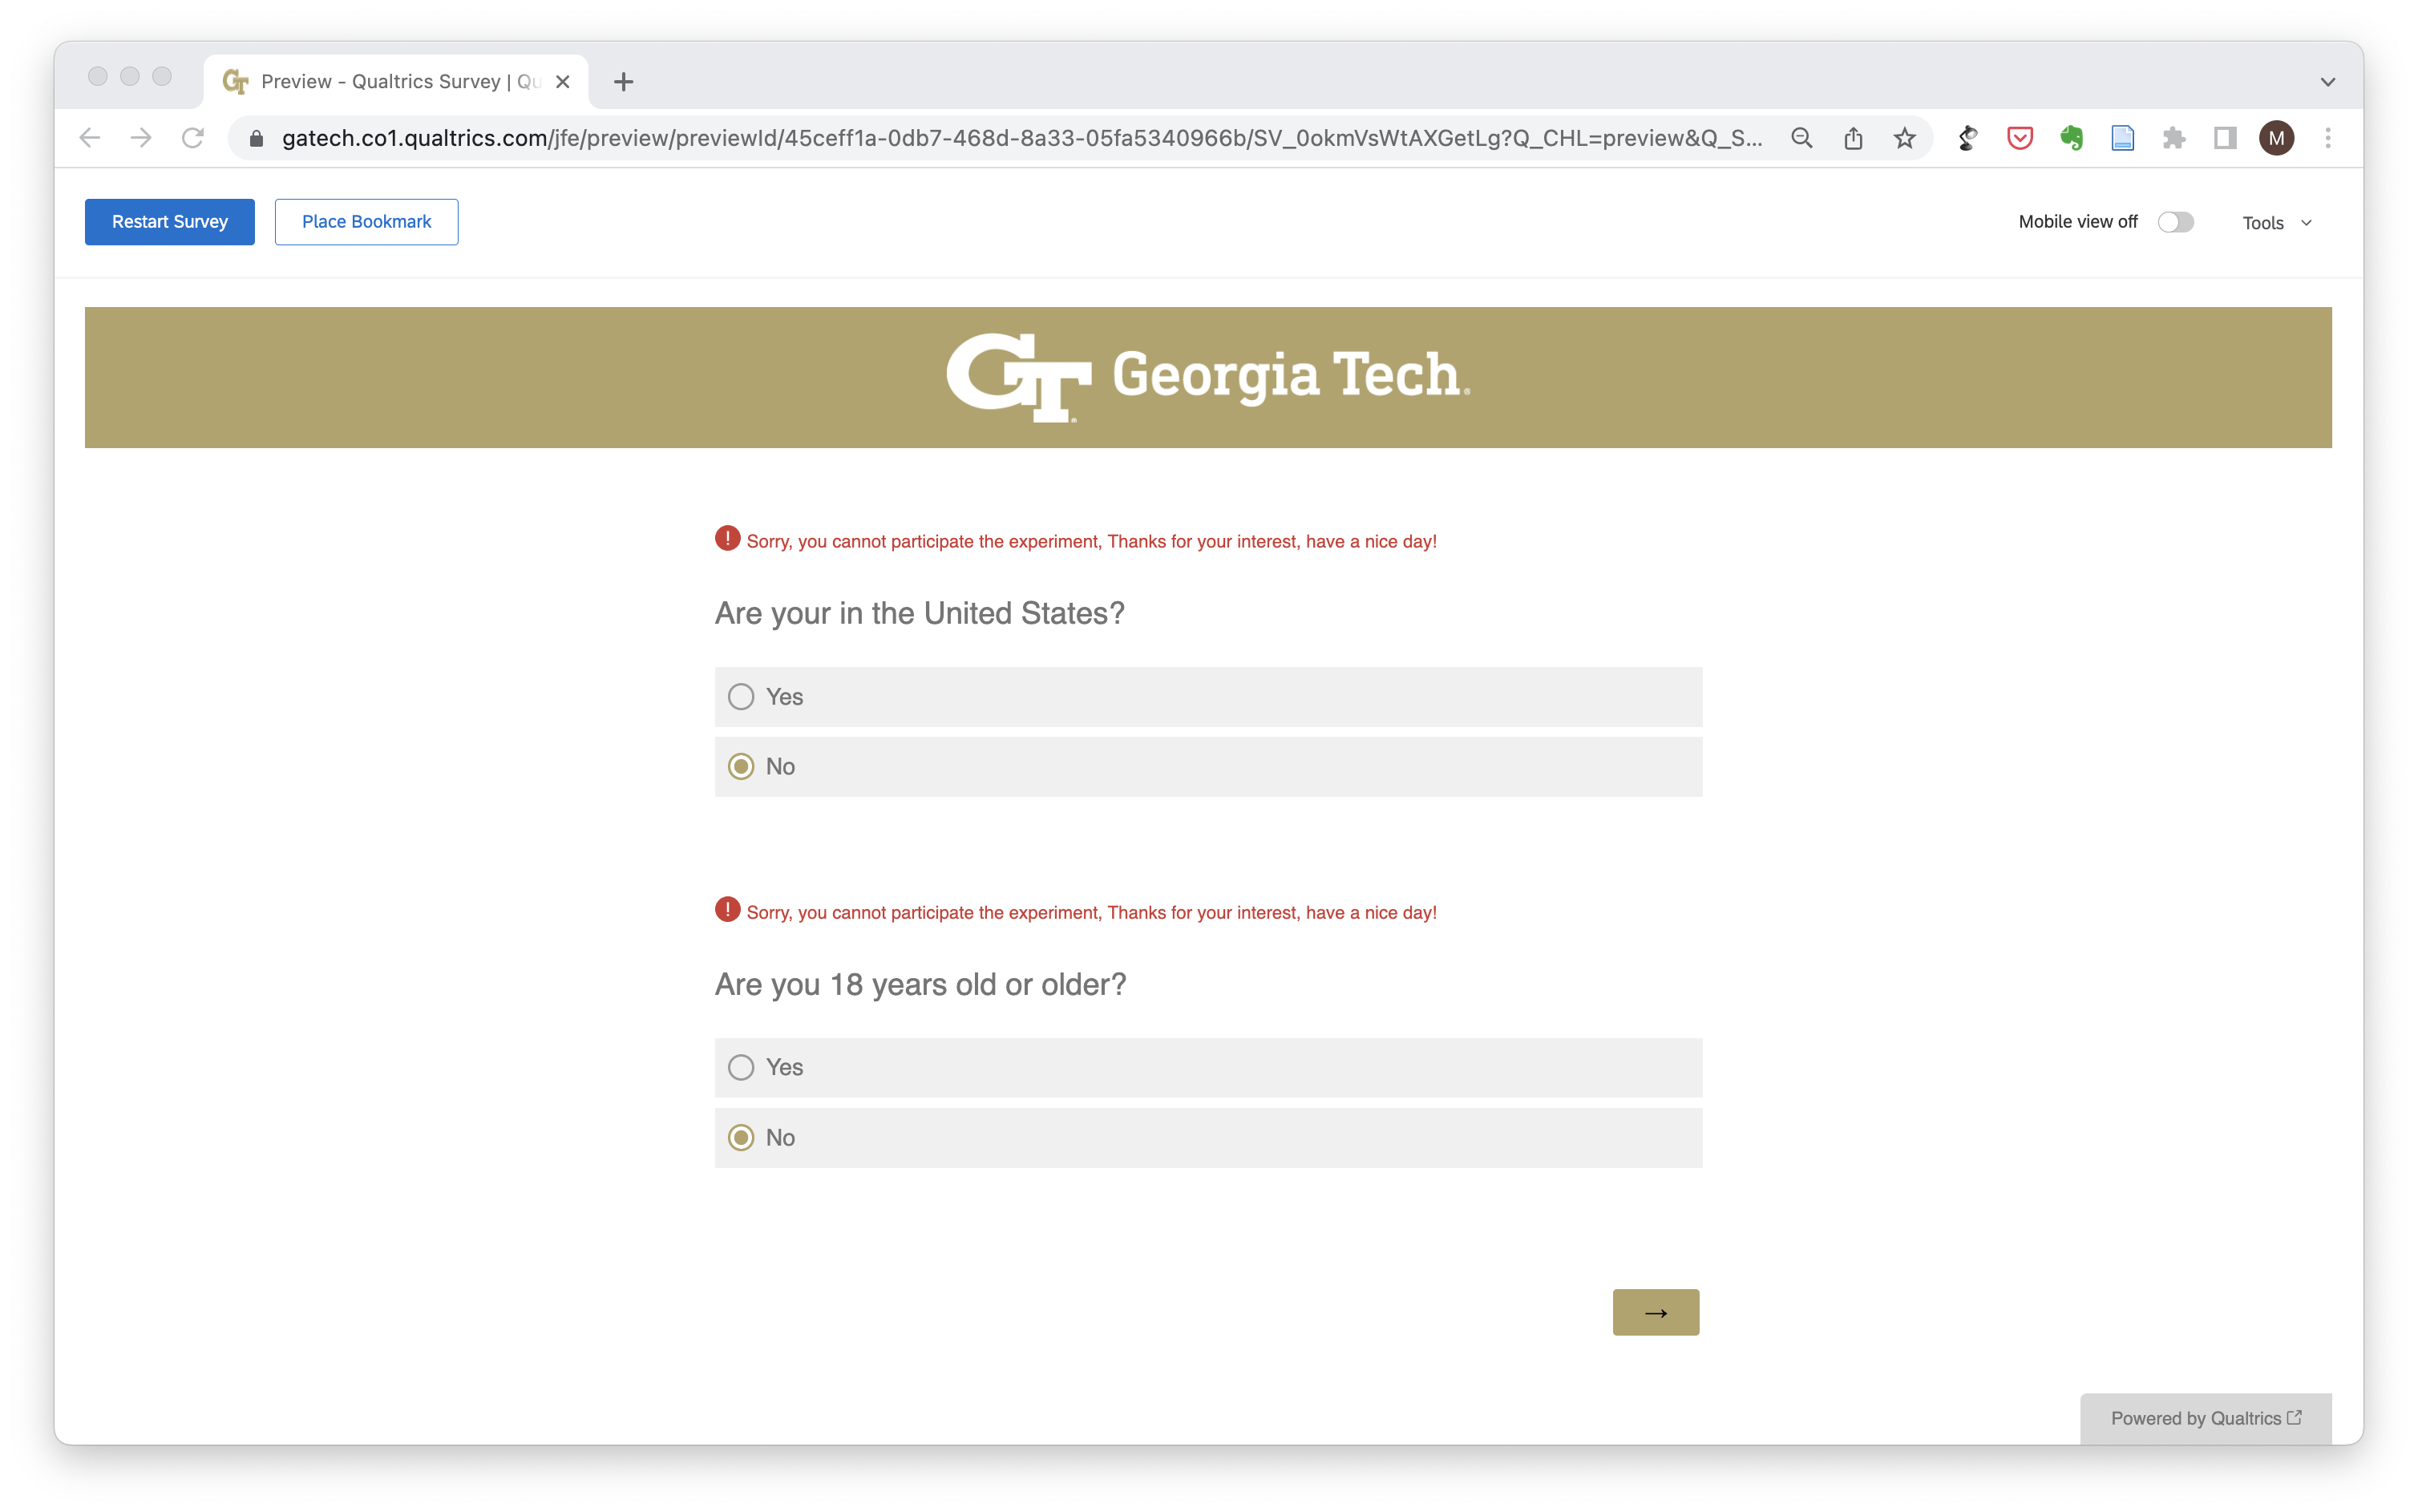 Preview - Qualtrics Survey | Qu
gatech.co1.qualtrics.com/jfe/preview/previewId/45ceff1a-0db7-468d-8a33-05fa5340966b/SV_0okmVsWtAXGetLg?Q_CHL=preview&Q_S...
M
Restart Survey
Place Bookmark
Mobile view off
Tools
GT Georgia Tech
Sorry, you cannot participate the experiment, Thanks for your interest, have a nice day!
Are your in the United States?
Yes
No
Sorry, you cannot participate the experiment, Thanks for your interest, have a nice day!
Are you 18 years old or older?
Yes
No
→
Powered by Qualtrics